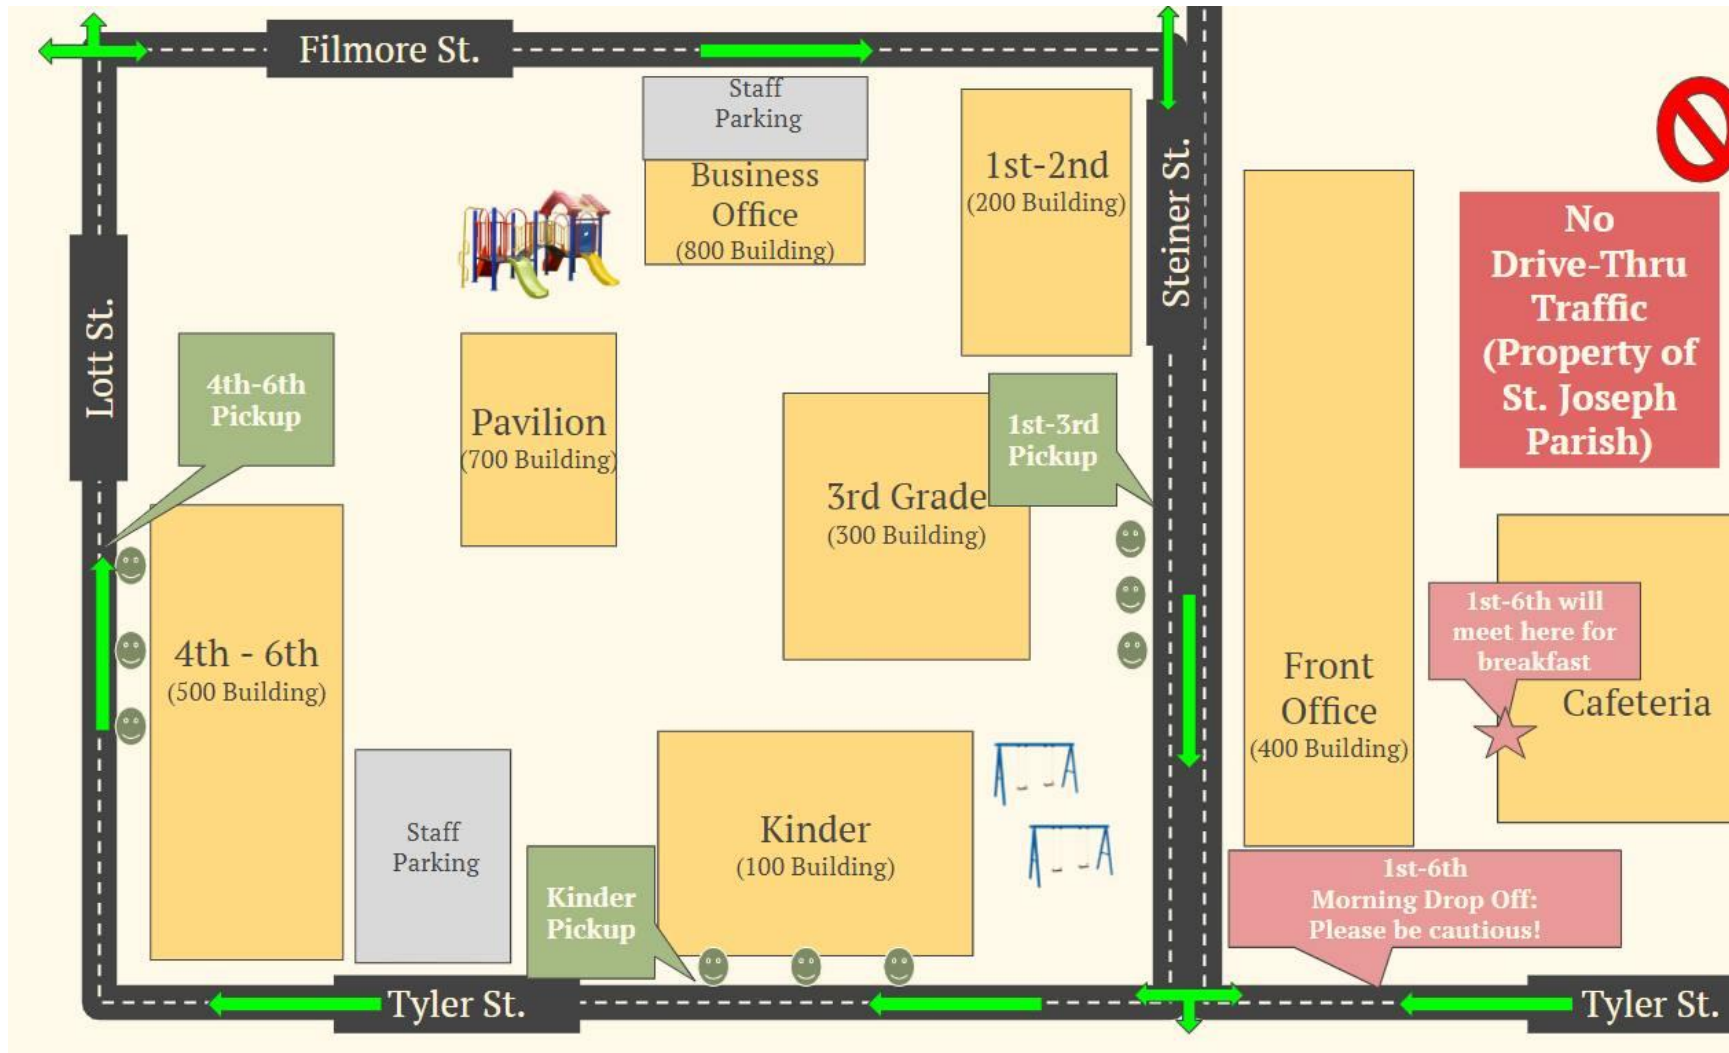 Filmore St.
Staff
Parking
Business
Office
(800 Building)
1st-2nd
(200 Building)
Steiner St.
No
Drive-Thru
Traffic
(Property of
St. Joseph
Parish)
Lott St.
4th-6th
Pickup
Pavilion
(700 Building)
3rd Grade
(300 Building)
1st-3rd
Pickup
4th - 6th
(500 Building)
Front
Office
(400 Building)
1st-6th will
meet here for
breakfast
Cafeteria
Staff
Parking
Kinder
(100 Building)
Kinder
Pickup
1st-6th
Morning Drop Off:
Please be cautious!
Tyler St.
Tyler St.